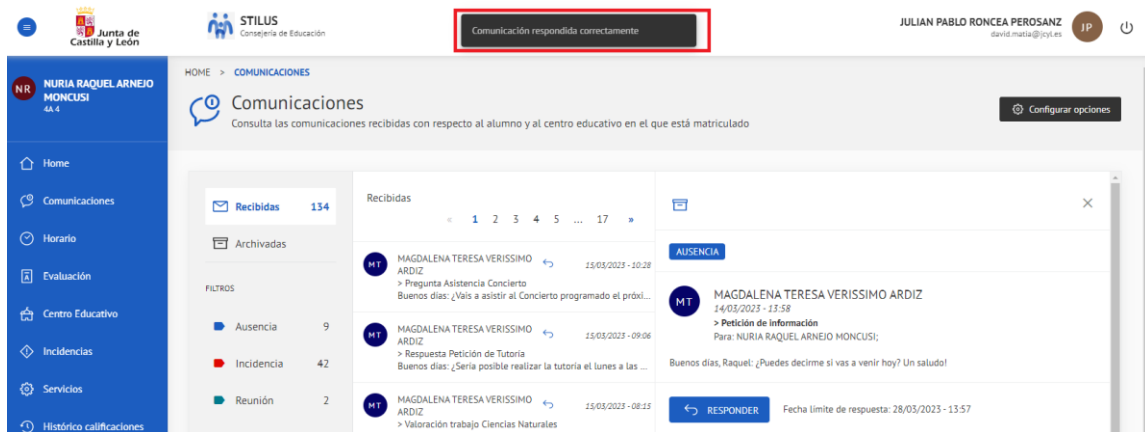 Junta de
Castilla y León
STILUS
Consejería de Educación
Comunicación respondida correctamente
JULIAN PABLO RONCEA PEROSANZ
david.matia@jcyl.es
JP
NR
NURIA RAQUEL ARNEJO
MONCUSI
4A 4
Home
Comunicaciones
Horario
Evaluación
Centro Educativo
Incidencias
Servicios
Histórico calificaciones
HOME > COMUNICACIONES
Comunicaciones
Consulta las comunicaciones recibidas con respecto al alumno y al centro educativo en el que está matriculado
Configurar opciones
Recibidas 134
Archivadas
FILTROS
Ausencia 9
Incidencia 42
Reunión 2
Recibidas
« 1 2 3 4 5 ... 17 »
MT
MAGDALENA TERESA VERISSIMO
ARDIZ
15/03/2023 - 10:28
> Pregunta Asistencia Concierto
Buenos días: ¿Vais a asistir al Concierto programado el próxi...
MT
MAGDALENA TERESA VERISSIMO
ARDIZ
15/03/2023 - 09:06
> Respuesta Petición de Tutoría
Buenos días: ¿Sería posible realizar la tutoría el lunes a las ...
MT
MAGDALENA TERESA VERISSIMO
ARDIZ
15/03/2023 - 08:15
> Valoración trabajo Ciencias Naturales
AUSENCIA
MT
MAGDALENA TERESA VERISSIMO ARDIZ
14/03/2023 - 13:58
> Petición de información
Para: NURIA RAQUEL ARNEJO MONCUSI;
Buenos días, Raquel: ¿Puedes decirme si vas a venir hoy? Un saludo!
RESPONDER
Fecha límite de respuesta: 28/03/2023 - 13:57